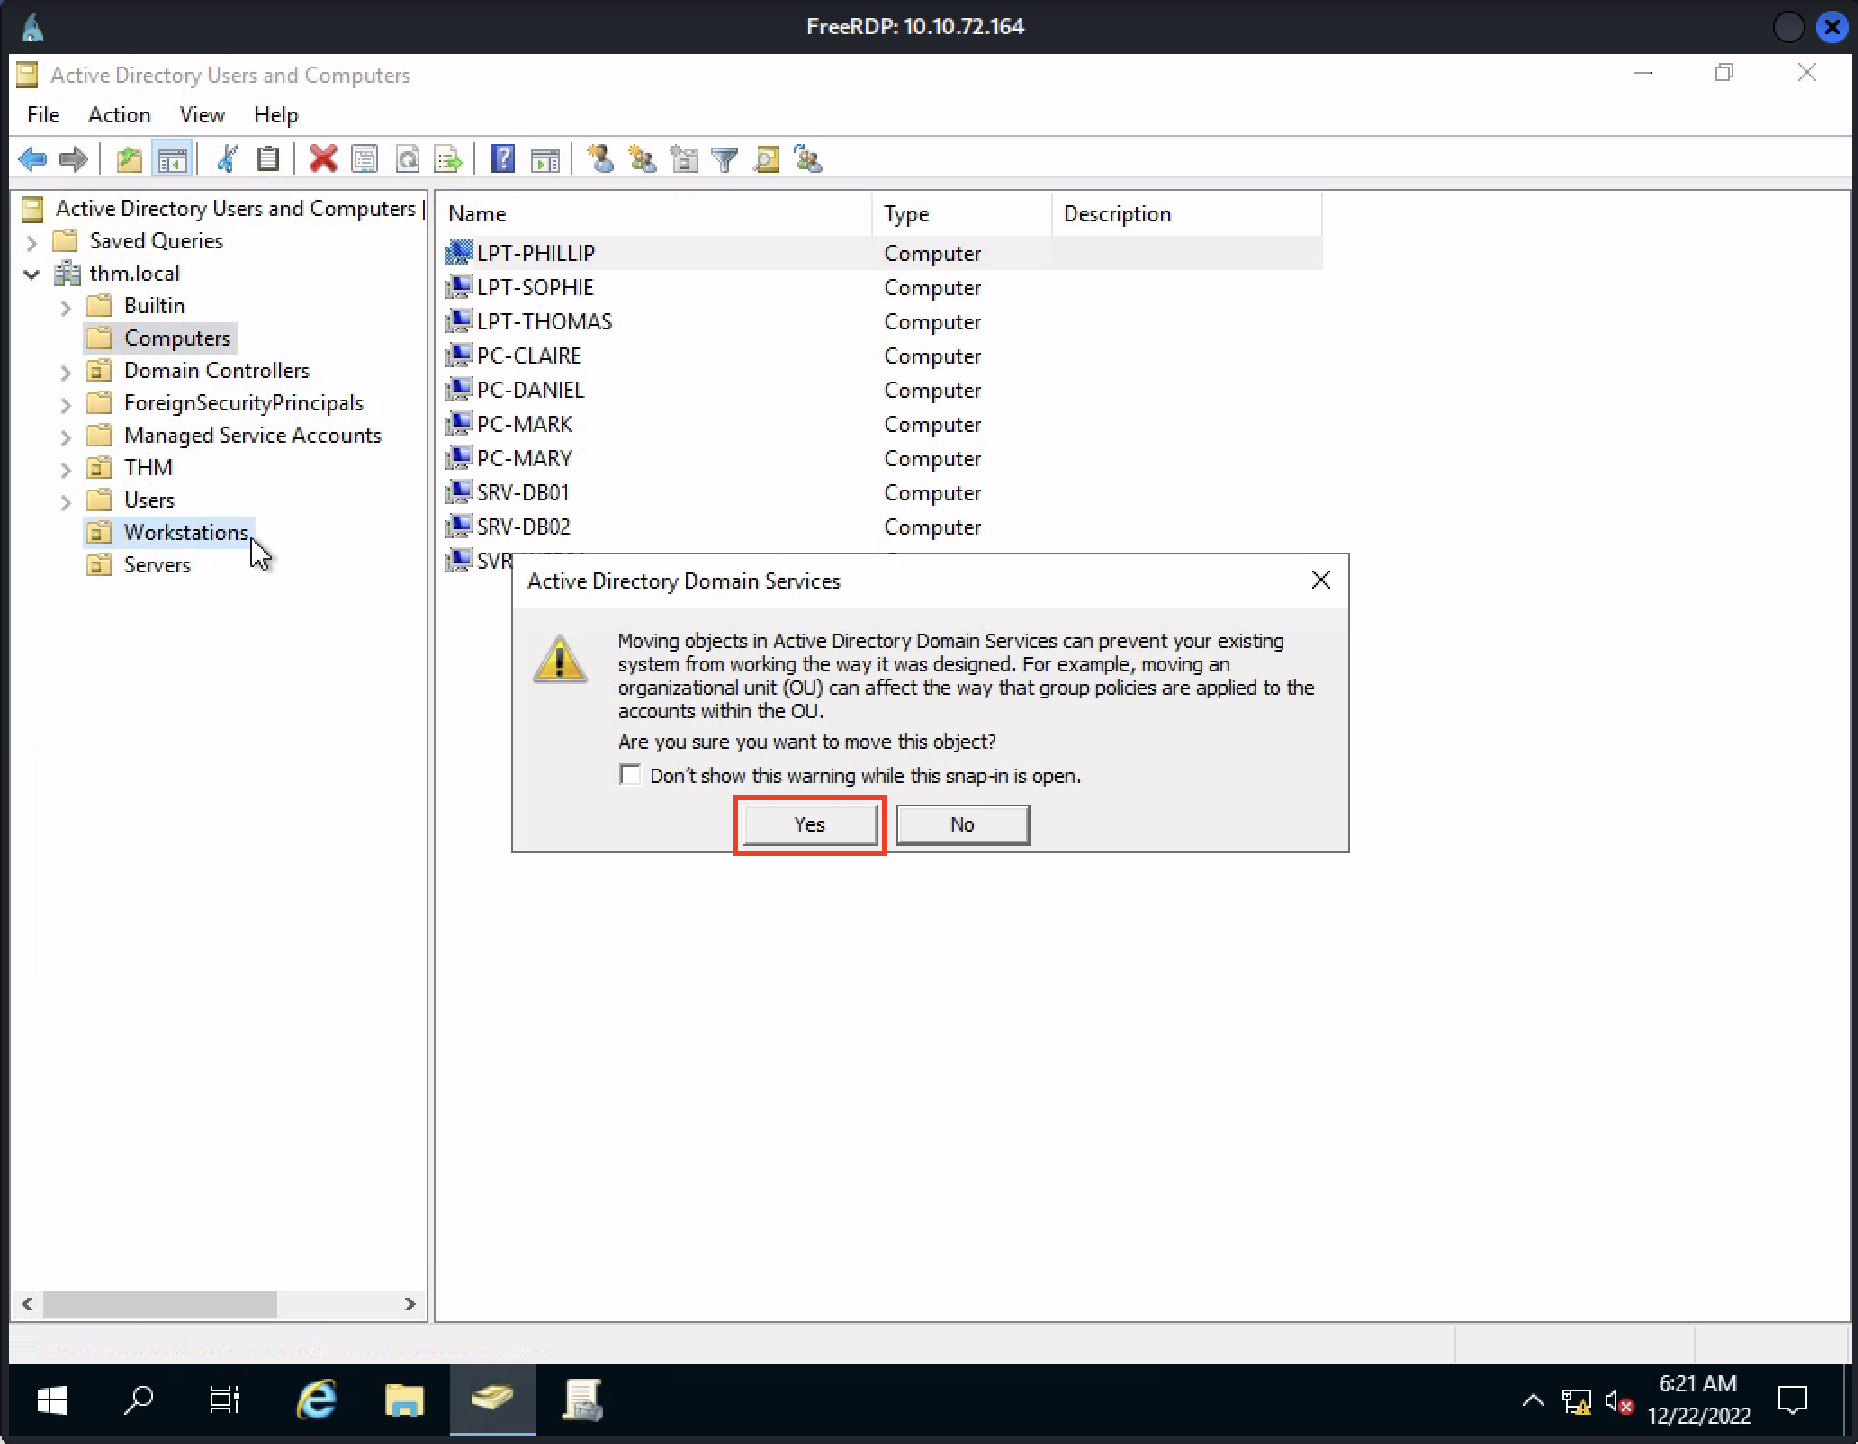 FreeRDP: 10.10.72.164
Active Directory Users and Computers
File Action View Help
Active Directory Users and Computers
Saved Queries
thm.local
Builtin
Computers
Domain Controllers
ForeignSecurityPrincipals
Managed Service Accounts
THM
Users
Workstations
Servers
Name Type Description
LPT-PHILLIP Computer
LPT-SOPHIE Computer
LPT-THOMAS Computer
PC-CLAIRE Computer
PC-DANIEL Computer
PC-MARK Computer
PC-MARY Computer
SRV-DB01 Computer
SRV-DB02 Computer
Active Directory Domain Services
Moving objects in Active Directory Domain Services can prevent your existing
system from working the way it was designed. For example, moving an
organizational unit (OU) can affect the way that group policies are applied to the
accounts within the OU.
Are you sure you want to move this object?
Don't show this warning while this snap-in is open.
Yes No
6:21 AM
12/22/2022